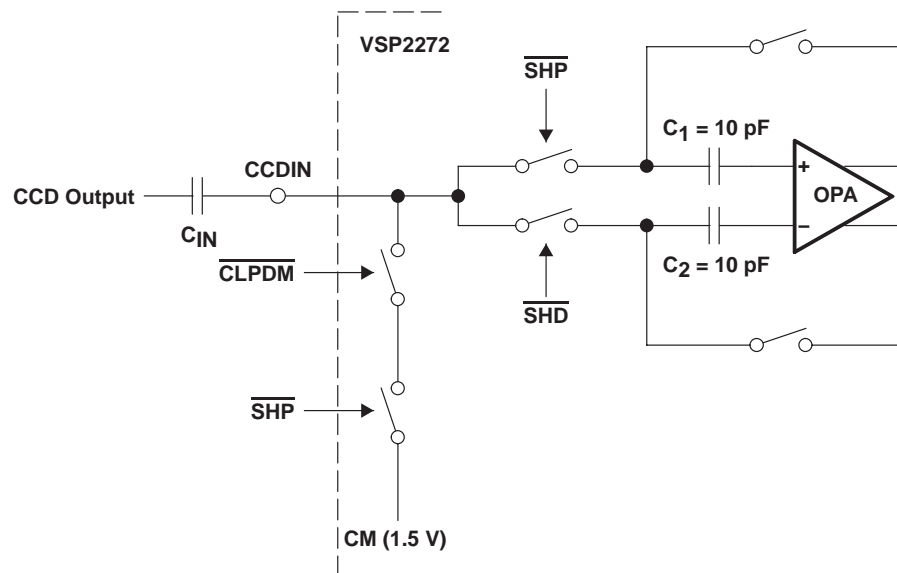 VSP2272
SHP
C1 = 10 pF
CCDIN
CCD Output
CIN
+
OPA
−
C2 = 10 pF
CLPDM
SHD
SHP
CM (1.5 V)